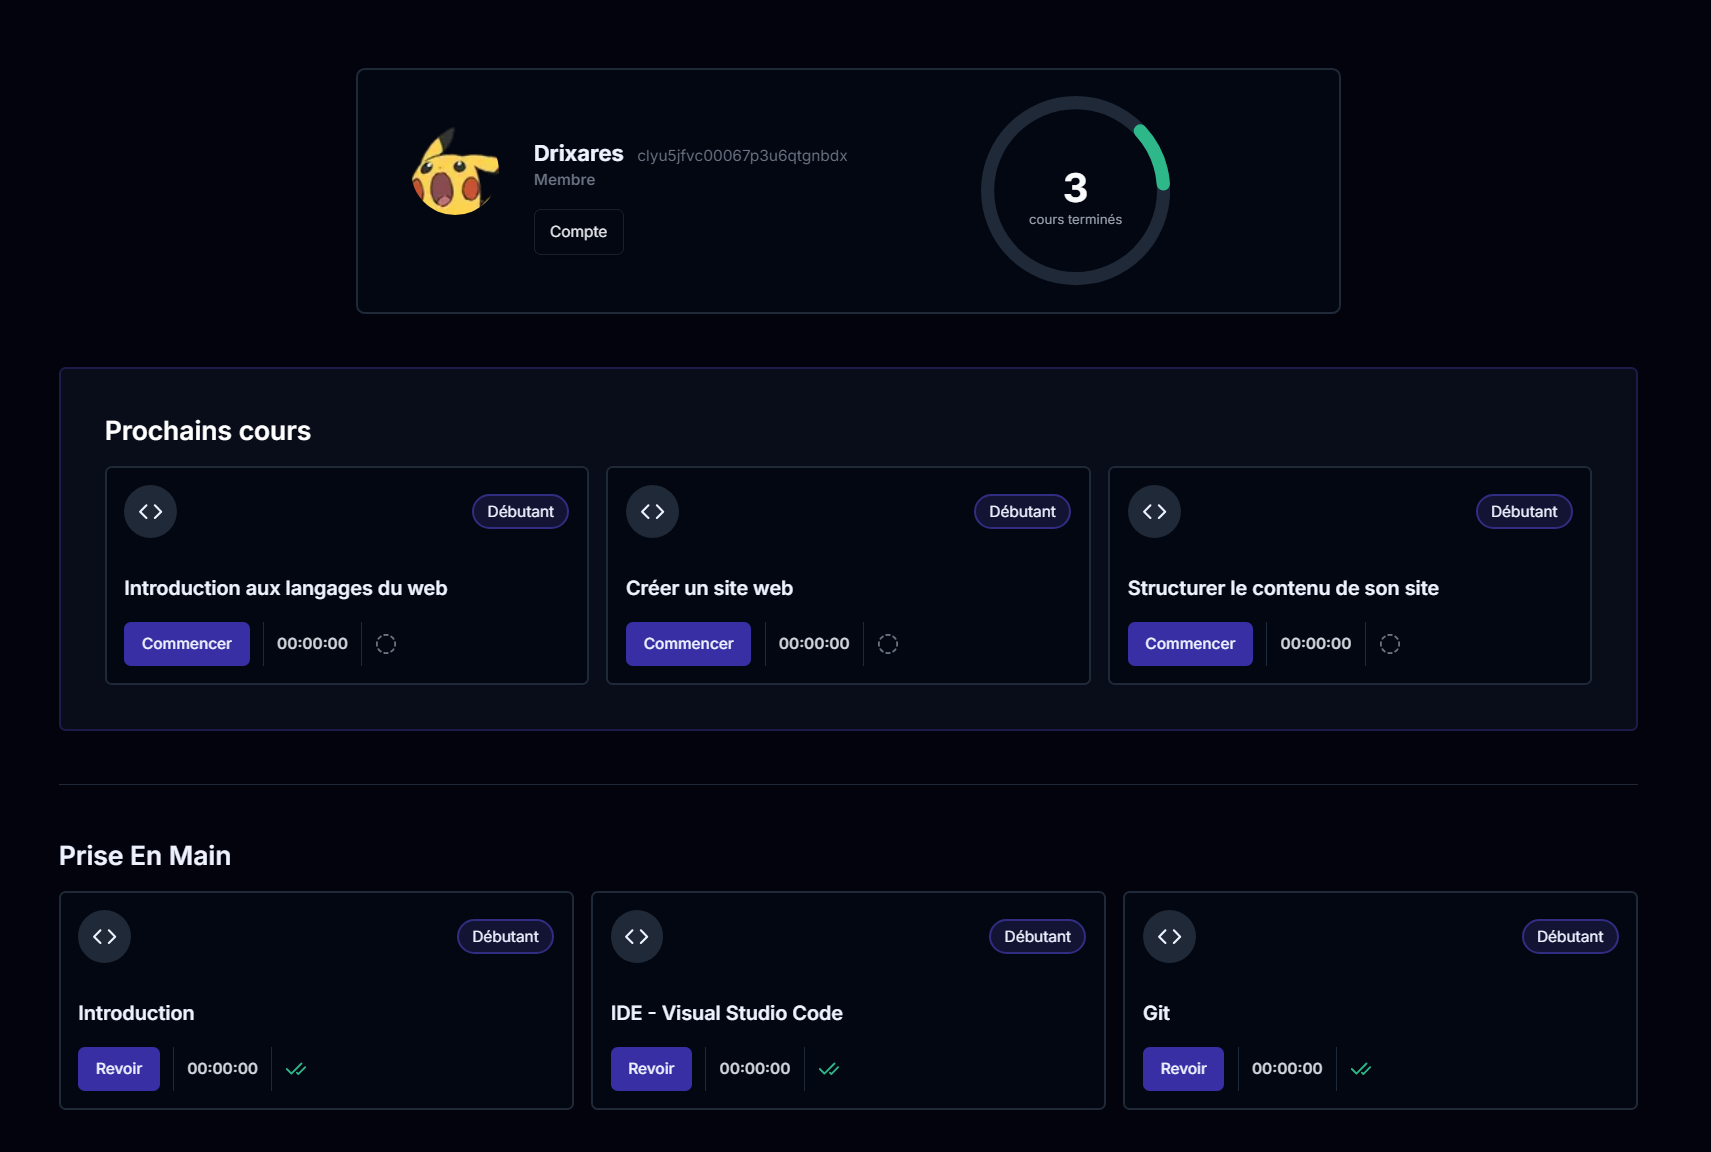 Drixares clyu5jfvc00067p3u6qtgnbdx
Membre
Compte
3
cours terminés
Prochains cours
Débutant
Introduction aux langages du web
Commencer 00:00:00
Débutant
Créer un site web
Commencer 00:00:00
Débutant
Structurer le contenu de son site
Commencer 00:00:00
Prise En Main
Débutant
Introduction
Revoir 00:00:00
Débutant
IDE - Visual Studio Code
Revoir 00:00:00
Débutant
Git
Revoir 00:00:00